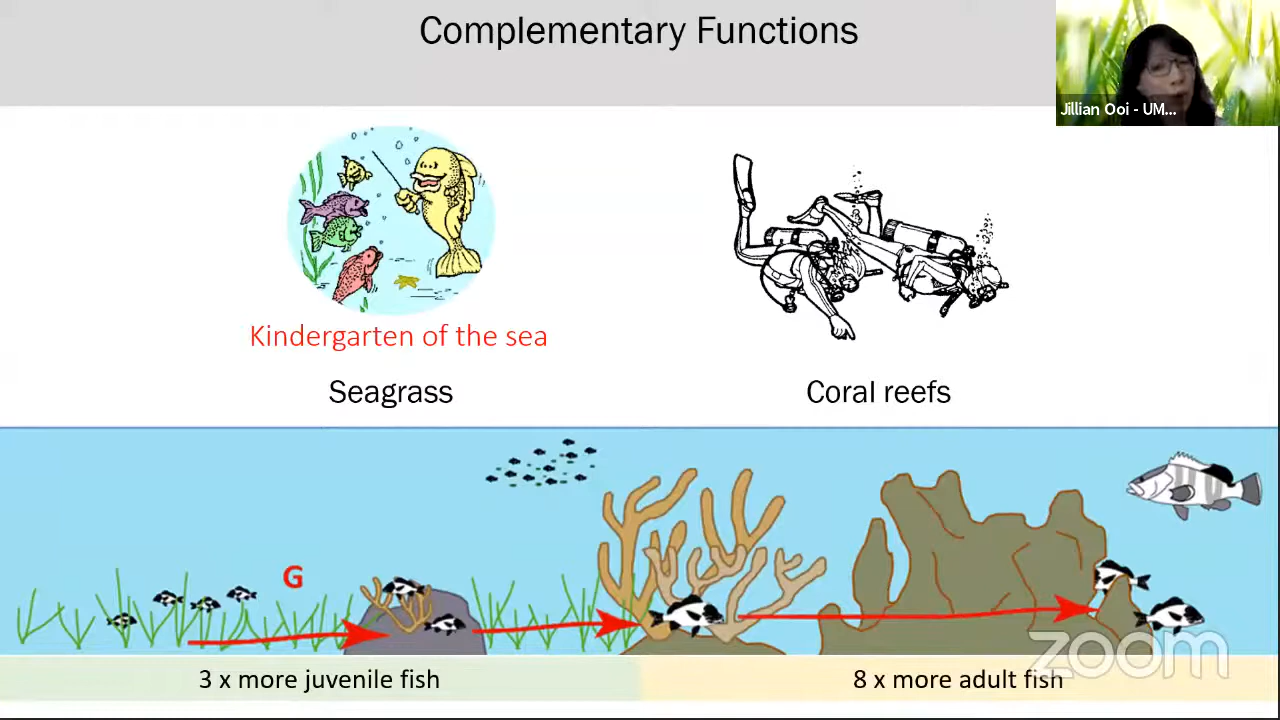 Complementary Functions
Jillian Ooi - UM...
Kindergarten of the sea
Seagrass
Coral reefs
G
3 x more juvenile fish
8 x more adult fish
zoom